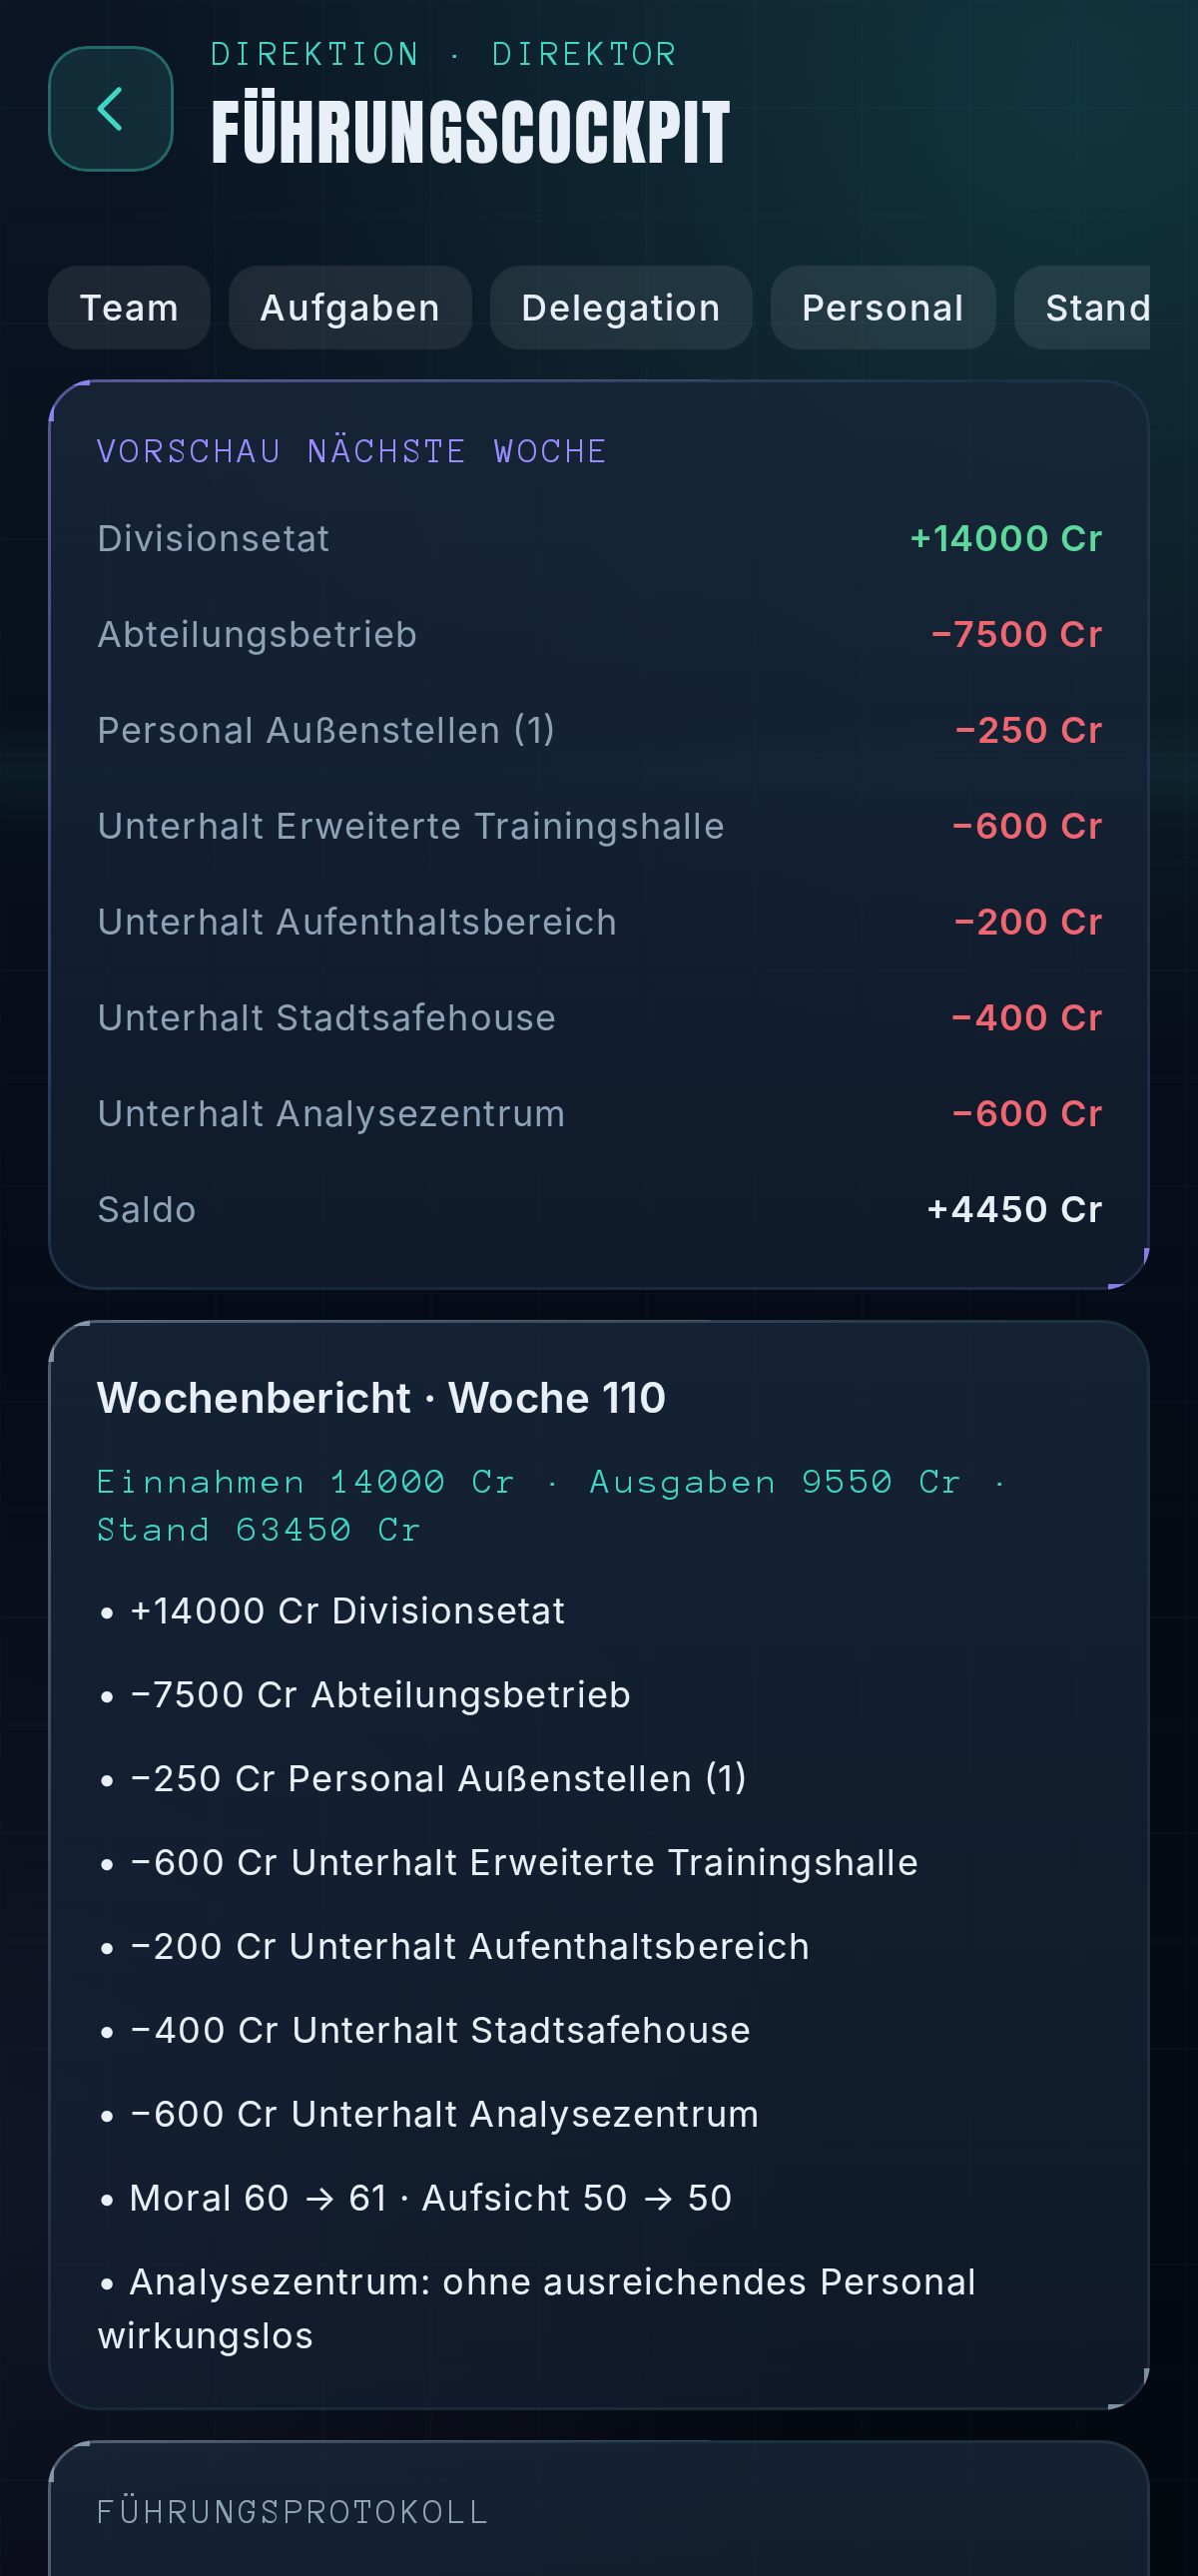 DIREKTION · DIREKTOR
FÜHRUNGSCOCKPIT
Team Aufgaben Delegation Personal Stand
VORSCHAU NÄCHSTE WOCHE
Divisionsetat +14000 Cr
Abteilungsbetrieb −7500 Cr
Personal Außenstellen (1) −250 Cr
Unterhalt Erweiterte Trainingshalle −600 Cr
Unterhalt Aufenthaltsbereich −200 Cr
Unterhalt Stadtsafehouse −400 Cr
Unterhalt Analysezentrum −600 Cr
Saldo +4450 Cr
Wochenbericht · Woche 110
Einnahmen 14000 Cr · Ausgaben 9550 Cr ·
Stand 63450 Cr
• +14000 Cr Divisionsetat
• −7500 Cr Abteilungsbetrieb
• −250 Cr Personal Außenstellen (1)
• −600 Cr Unterhalt Erweiterte Trainingshalle
• −200 Cr Unterhalt Aufenthaltsbereich
• −400 Cr Unterhalt Stadtsafehouse
• −600 Cr Unterhalt Analysezentrum
• Moral 60 → 61 · Aufsicht 50 → 50
• Analysezentrum: ohne ausreichendes Personal
wirkungslos
FÜHRUNGSPROTOKOLL